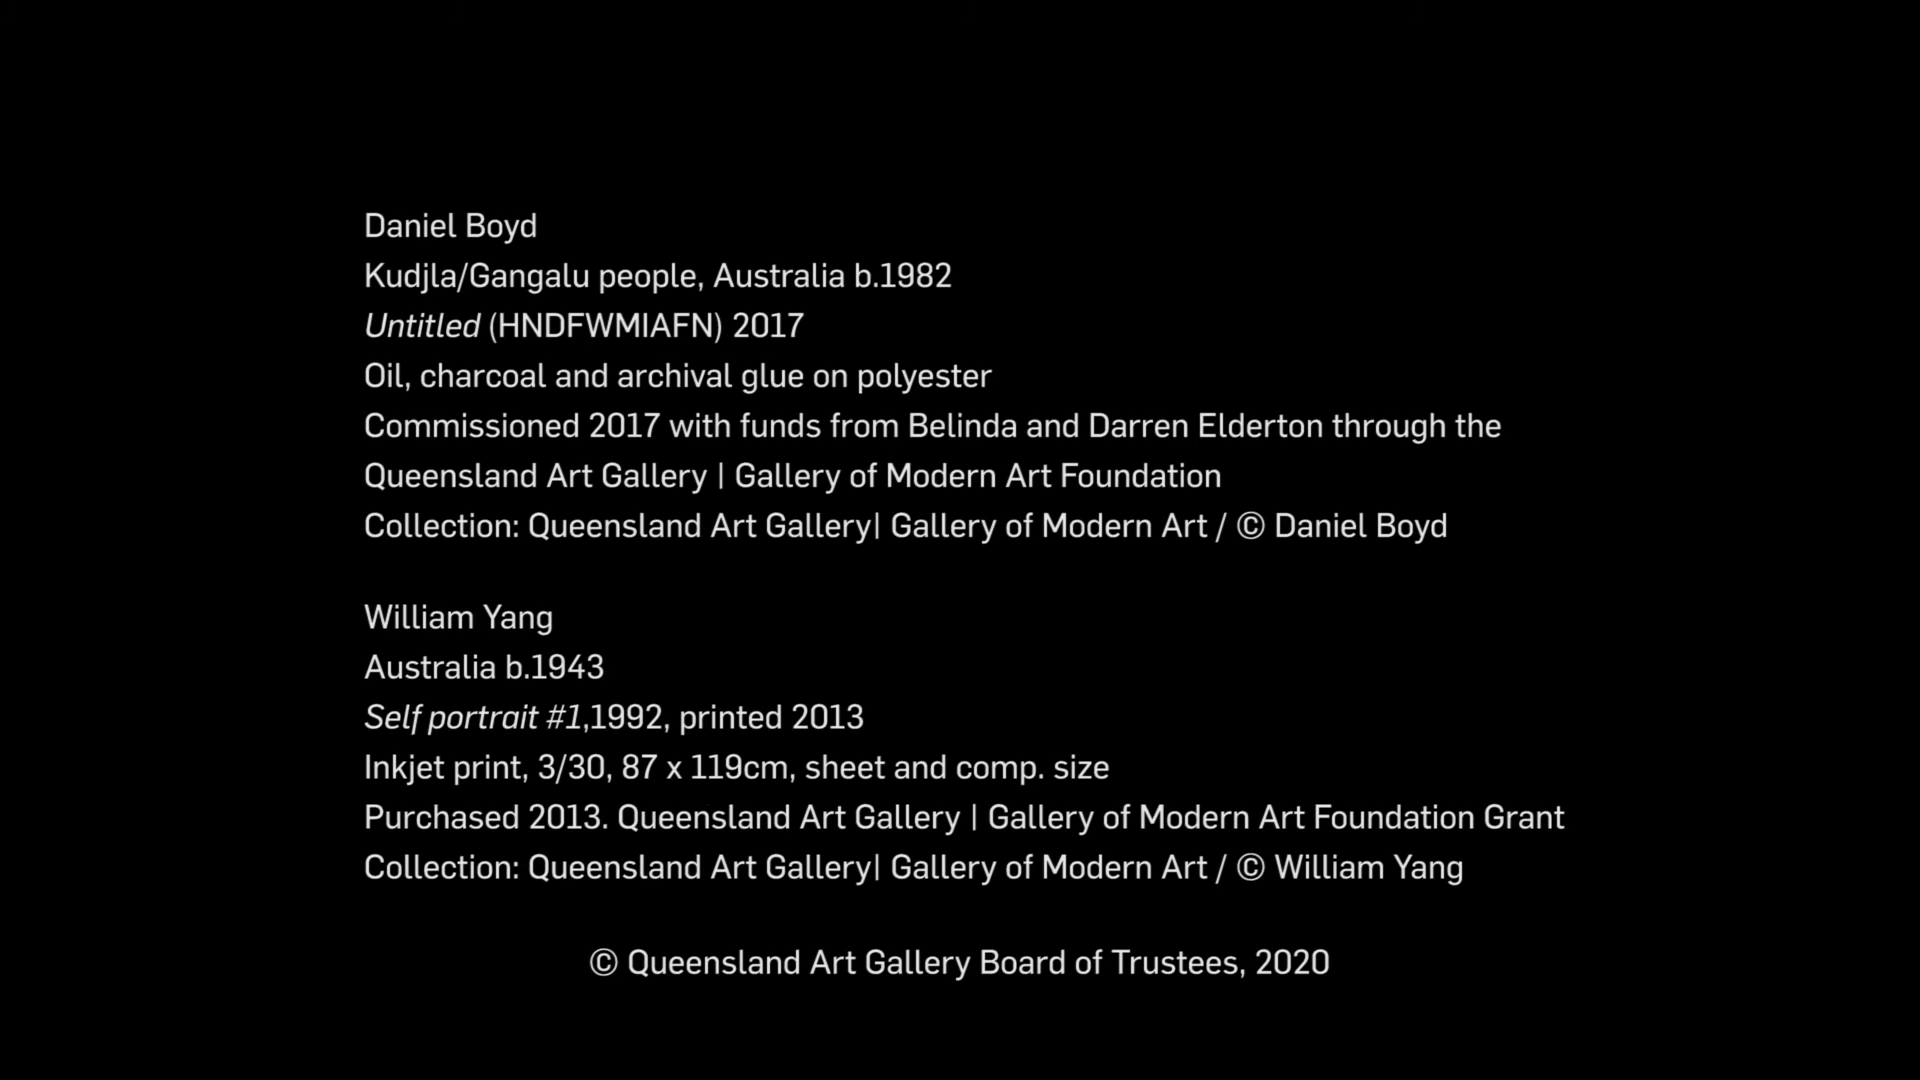 Daniel Boyd
Kudjla/Gangalu people, Australia b.1982
Untitled (HNDFWMIAFN) 2017
Oil, charcoal and archival glue on polyester
Commissioned 2017 with funds from Belinda and Darren Elderton through the
Queensland Art Gallery | Gallery of Modern Art Foundation
Collection: Queensland Art Gallery| Gallery of Modern Art / © Daniel Boyd
William Yang
Australia b.1943
Self portrait #1,1992, printed 2013
Inkjet print, 3/30, 87 x 119cm, sheet and comp. size
Purchased 2013. Queensland Art Gallery | Gallery of Modern Art Foundation Grant
Collection: Queensland Art Gallery| Gallery of Modern Art / © William Yang
© Queensland Art Gallery Board of Trustees, 2020